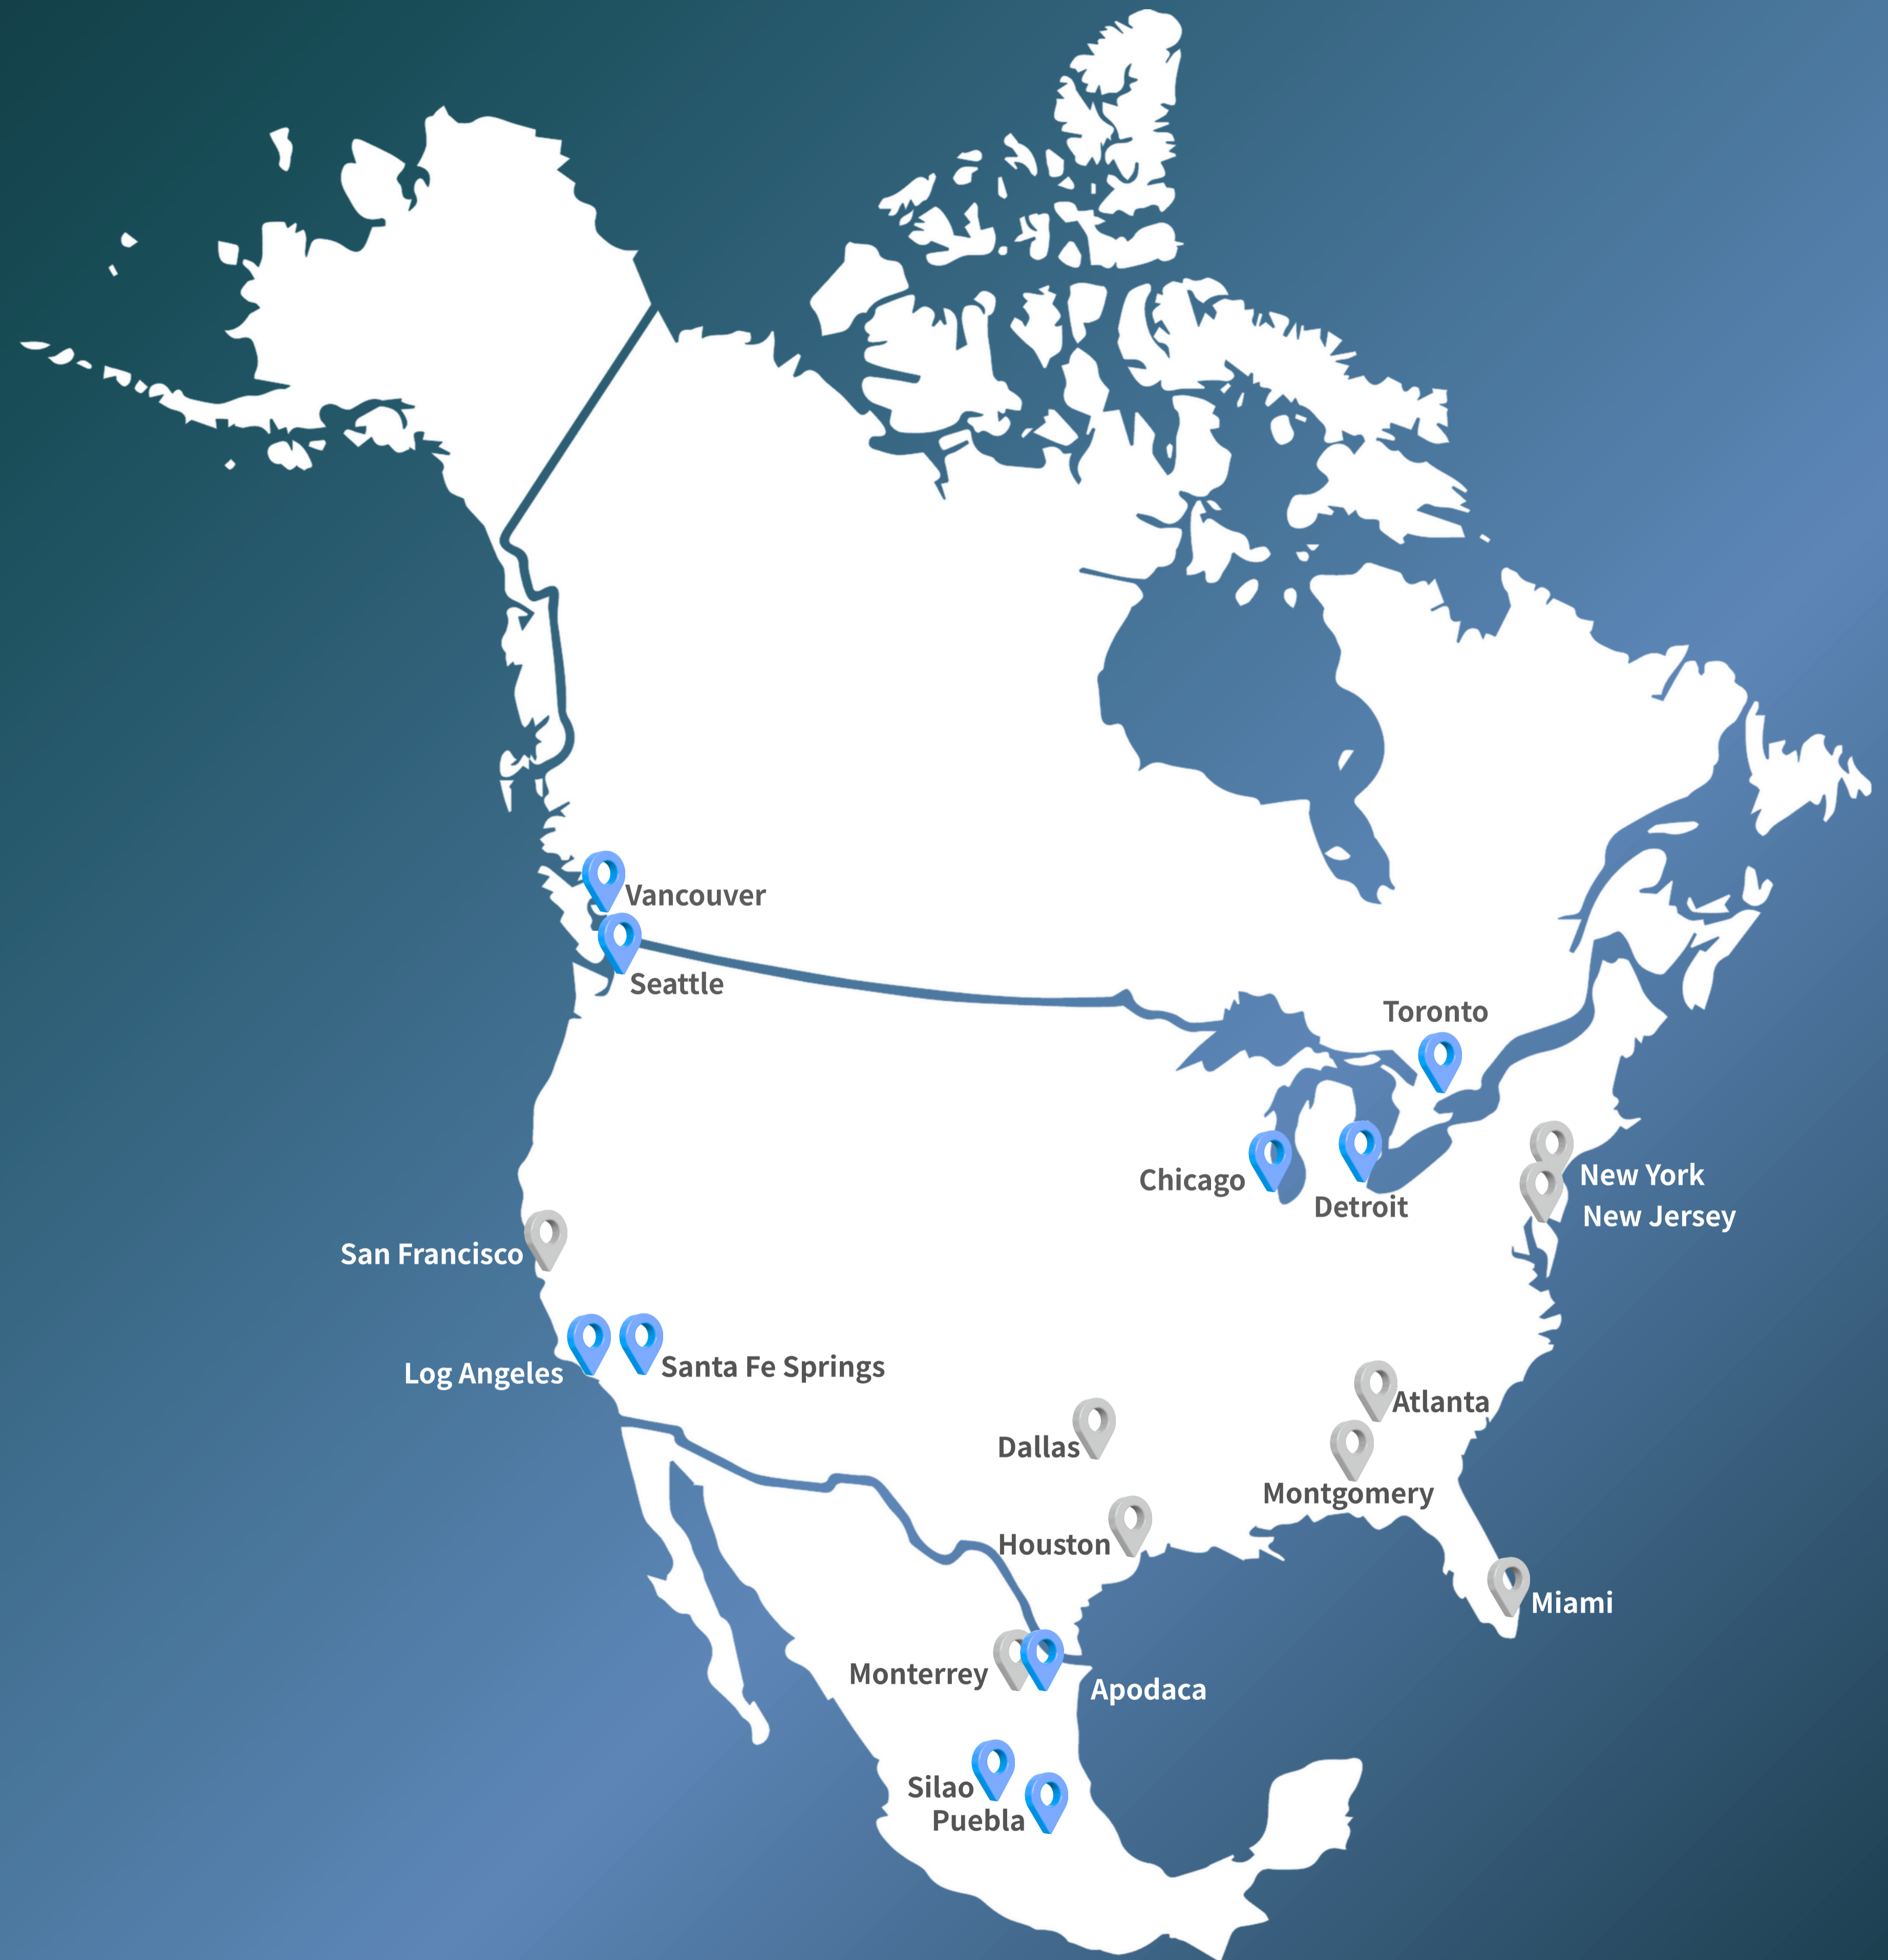 Vancouver
Seattle
Toronto
Chicago
Detroit
New York
New Jersey
San Francisco
Log Angeles
Santa Fe Springs
Atlanta
Dallas
Montgomery
Houston
Miami
Monterrey
Apodaca
Silao
Puebla